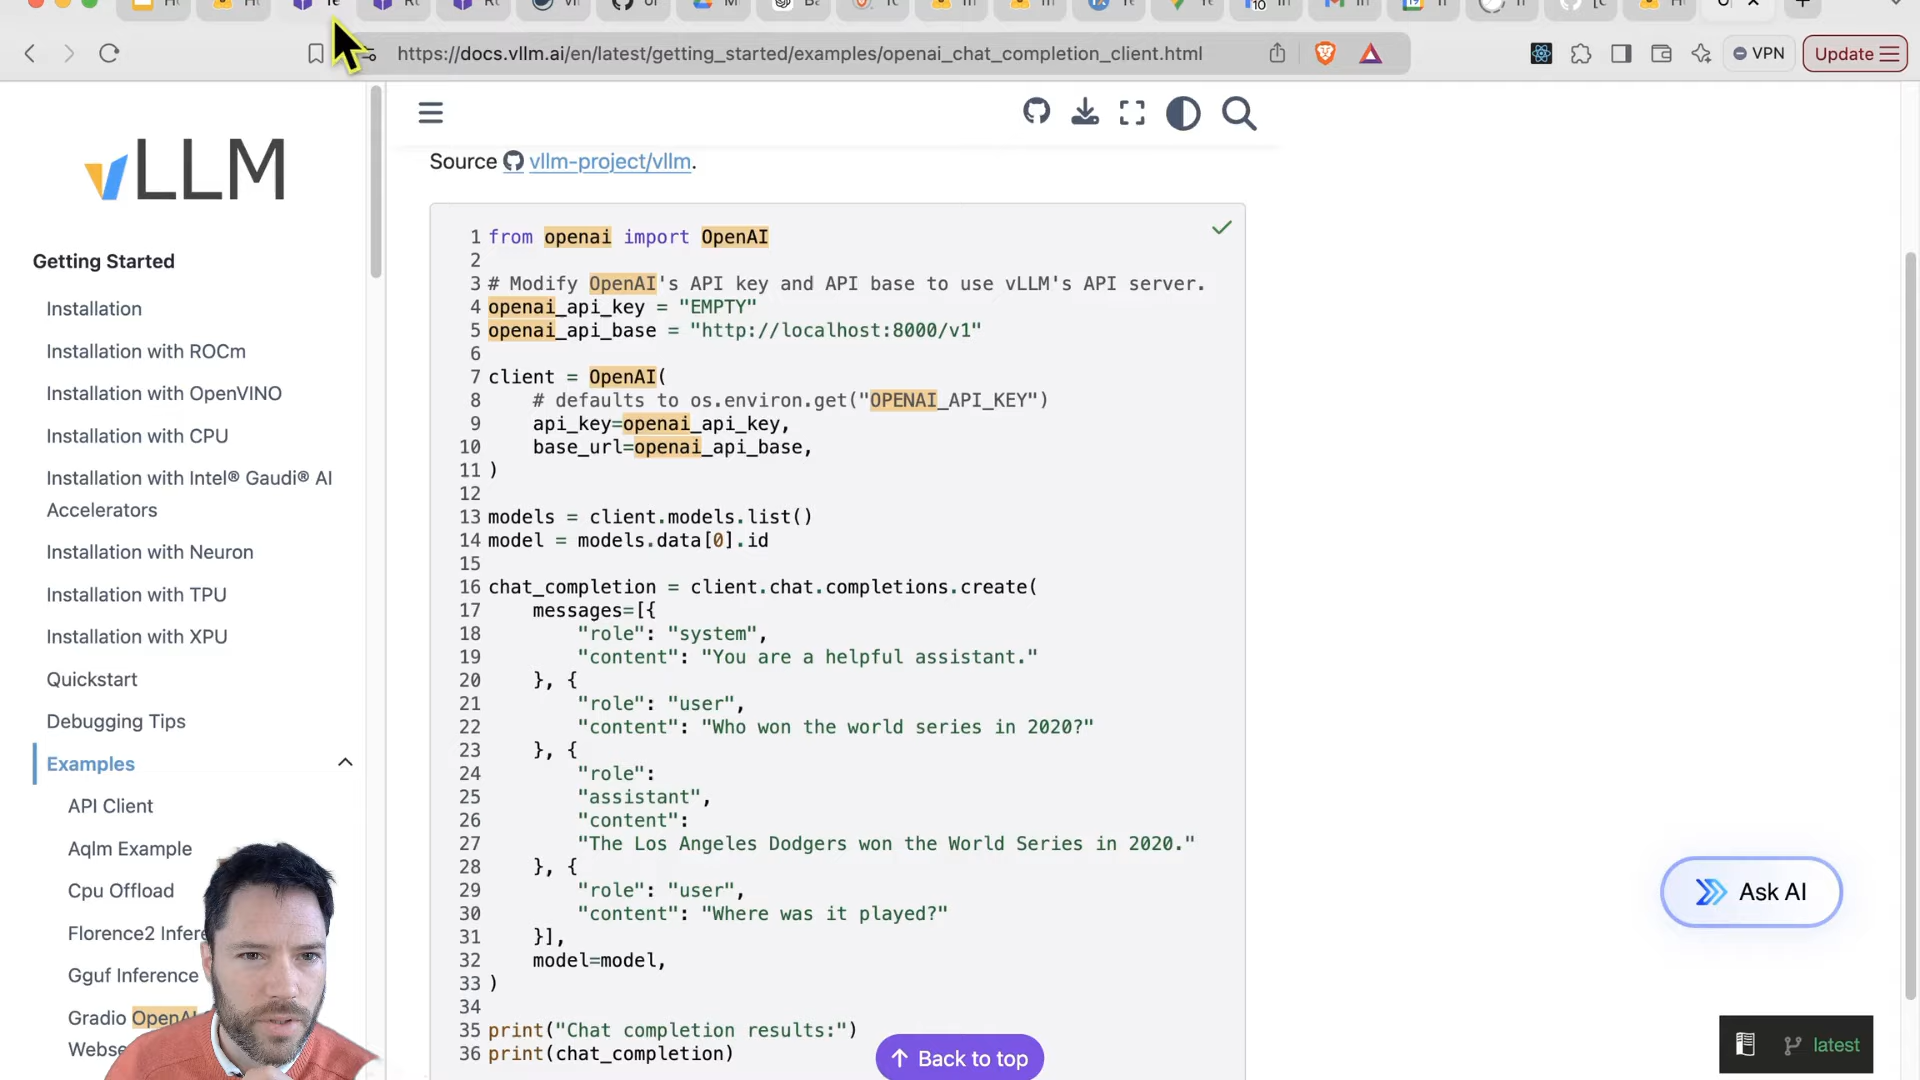 https://docs.vllm.ai/en/latest/getting_started/examples/openai_chat_completion_client.html
VPN
Update
vLLM
Getting Started
Installation
Installation with ROCm
Installation with OpenVINO
Installation with CPU
Installation with Intel® Gaudi® AI
Accelerators
Installation with Neuron
Installation with TPU
Installation with XPU
Quickstart
Debugging Tips
Examples
API Client
Aqlm Example
Cpu Offload
Florence2
Gguf Inference
Gradio
Source vllm-project/vllm.
1 from openai import OpenAI
2
3 # Modify OpenAI's API key and API base to use vLLM's API server.
4 openai_api_key = "EMPTY"
5 openai_api_base = "http://localhost:8000/v1"
6
7 client = OpenAI(
8     # defaults to os.environ.get("OPENAI_API_KEY")
9     api_key=openai_api_key,
10     base_url=openai_api_base,
11 )
12
13 models = client.models.list()
14 model = models.data[0].id
15
16 chat_completion = client.chat.completions.create(
17     messages=[{
18         "role": "system",
19         "content": "You are a helpful assistant."
20     }, {
21         "role": "user",
22         "content": "Who won the world series in 2020?"
23     }, {
24         "role":
25         "assistant",
26         "content":
27         "The Los Angeles Dodgers won the World Series in 2020."
28     }, {
29         "role": "user",
30         "content": "Where was it played?"
31     }],
32     model=model,
33 )
34
35 print("Chat completion results:")
36 print(chat_completion)
Back to top
Ask AI
latest